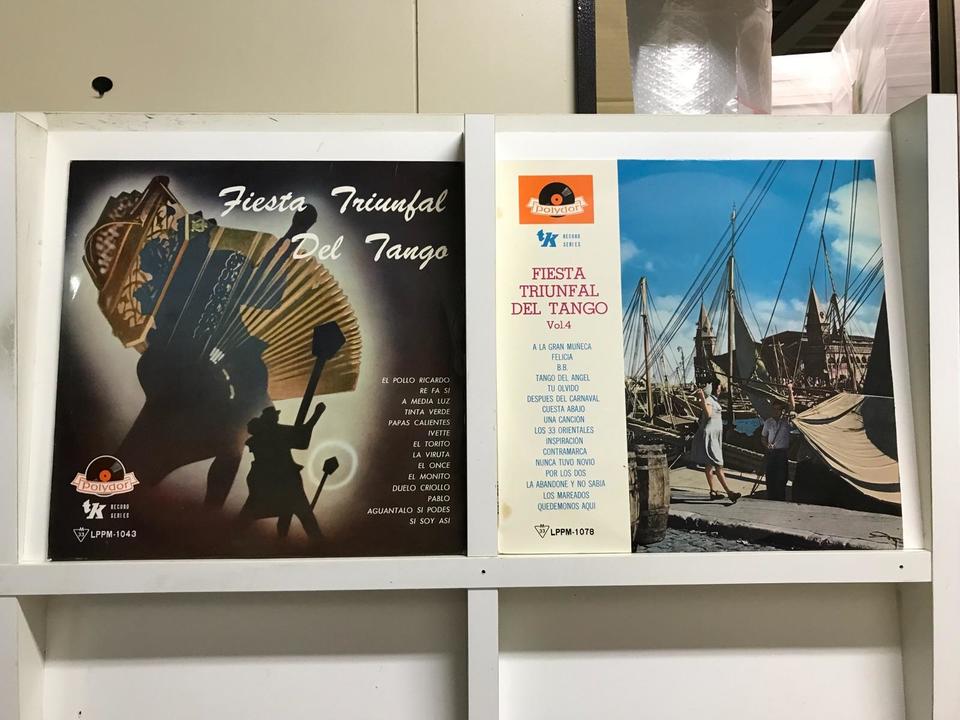 Fiesta Triunfal
Del Tango
EL POLLO RICARDO
RE FA SI
A MEDIA LUZ
TINTA VERDE
PAPAS CALIENTES
IVETTE
EL TORITO
LA VIRUTA
EL ONCE
EL MONITO
DUELO CRIOLLO
PABLO
AGUANTALO SI PODES
SI SOY ASI
polydor
tK RECORD
SERIES
M
33 LPPM-1043
polydor
tK RECORD
SERIES
FIESTA
TRIUNFAL
DEL TANGO
Vol.4
A LA GRAN MUÑECA
FELICIA
B.B.
TANGO DEL ANGEL
TU OLVIDO
DESPUES DEL CARNAVAL
CUESTA ABAJO
UNA CANCIÓN
LOS 33 ORIENTALES
INSPIRACIÓN
CONTRAMARCA
NUNCA TUVO NOVIO
POR LOS DOS
LA ABANDONE Y NO SABIA
LOS MAREADOS
QUEDEMONOS AQUI
M
33 LPPM-1078